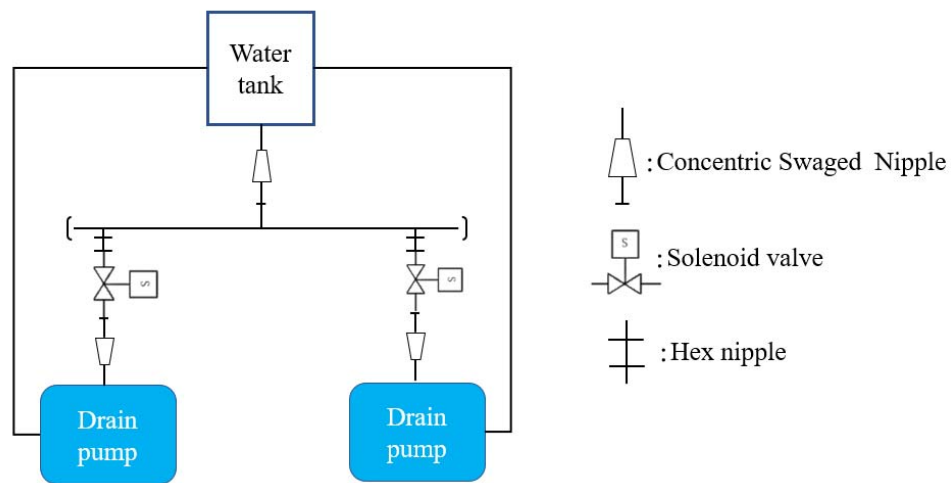 Water
tank
: Concentric Swaged Nipple
S
: Solenoid valve
S
S
: Hex nipple
Drain
pump
Drain
pump